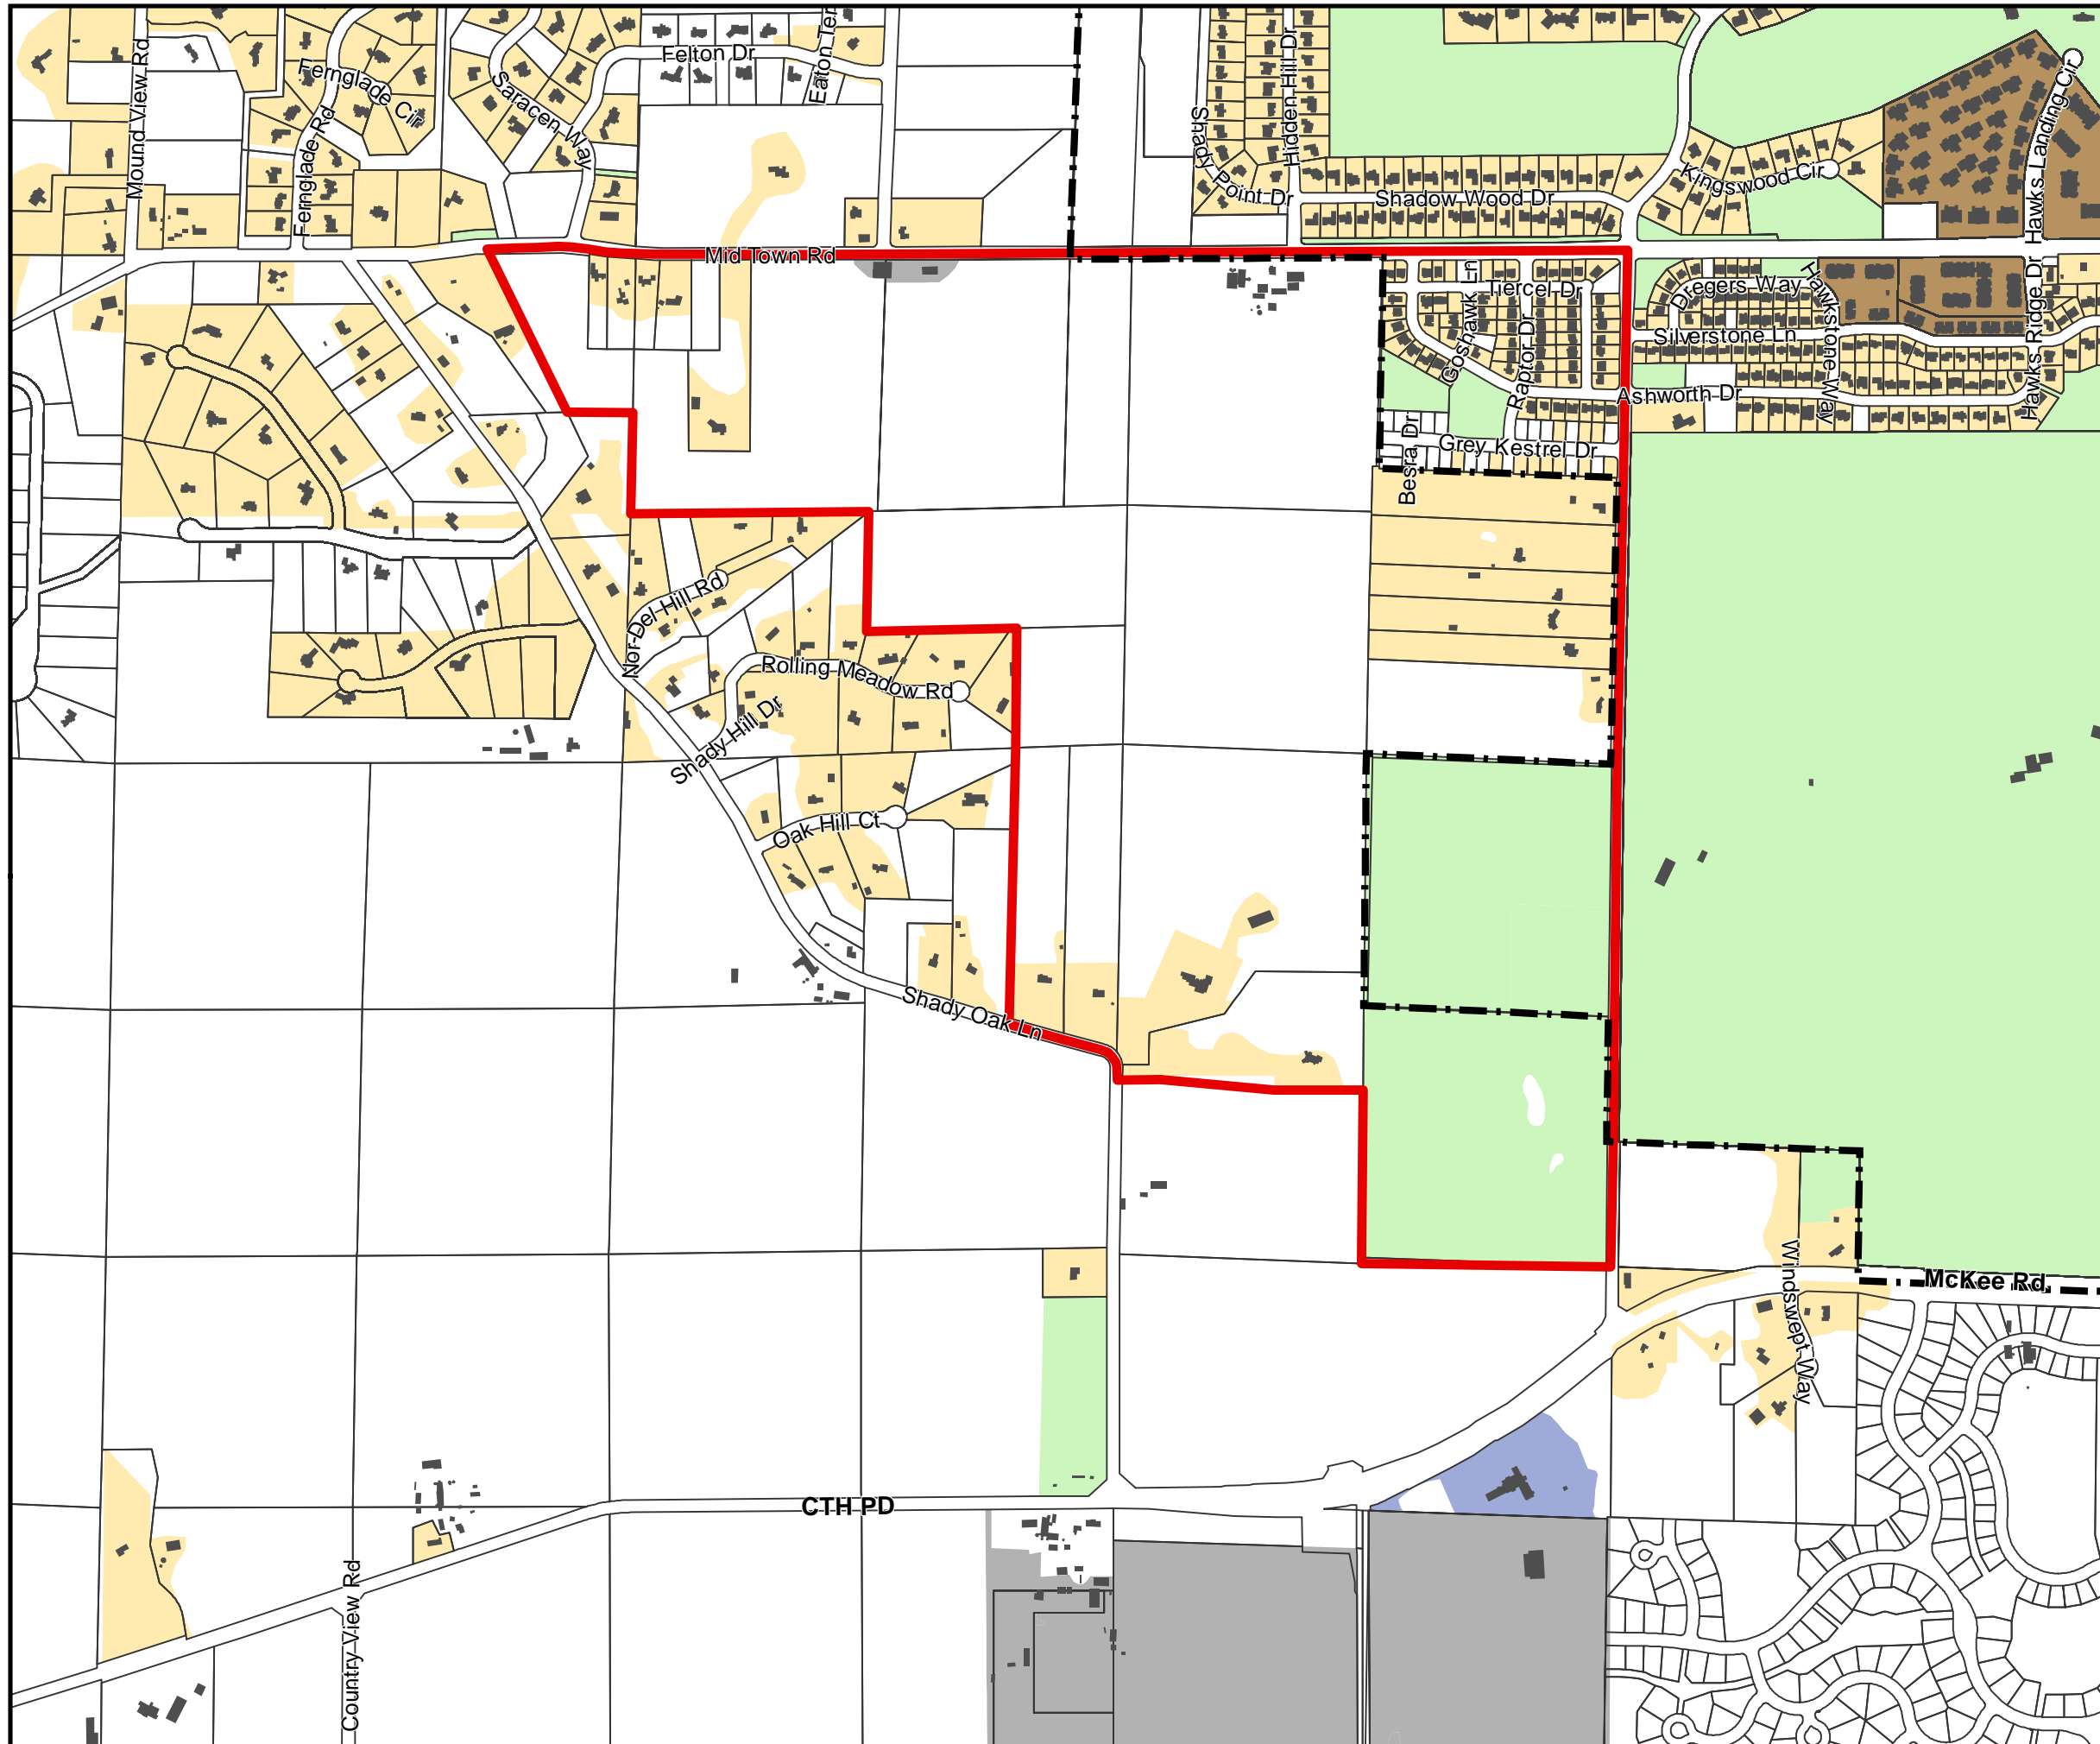 Mound View Rd
Fernglade Cir
Fernglade Rd
Saracen Way
Felton Dr
Eaton Ter
Shady
Point Dr
Hidden Hill Dr
Shadow Wood Dr
Kingswood Cir
Hawks Landing Cir
Mid Town Rd
Tiercel Dr
Goshawk Ln
Raptor Dr
Dregers Way
Hawkstone Way
Silverstone Ln
Hawks Ridge Dr
Ashworth Dr
Grey Kestrel Dr
Besra Dr
Nor-Del Hill Rd
Rolling Meadow Rd
Shady Hill Dr
Oak Hill Ct
Shady Oak Ln
Windswept Way
McKee Rd
CTH PD
Country View Rd